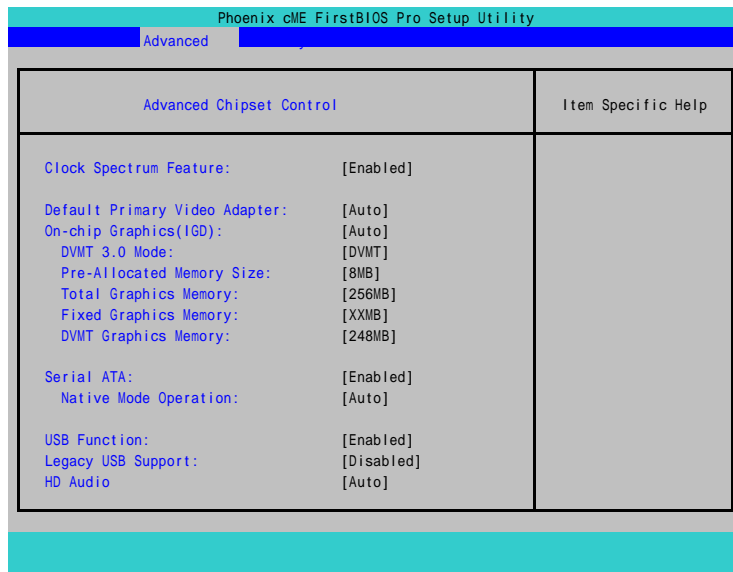 Phoenix cME FirstBIOS Pro Setup Utility
Advanced
Advanced Chipset Control
Item Specific Help
Clock Spectrum Feature: [Enabled]
Default Primary Video Adapter: [Auto]
On-chip Graphics(IGD): [Auto]
DVMT 3.0 Mode: [DVMT]
Pre-Allocated Memory Size: [8MB]
Total Graphics Memory: [256MB]
Fixed Graphics Memory: [XXMB]
DVMT Graphics Memory: [248MB]
Serial ATA: [Enabled]
Native Mode Operation: [Auto]
USB Function: [Enabled]
Legacy USB Support: [Disabled]
HD Audio [Auto]